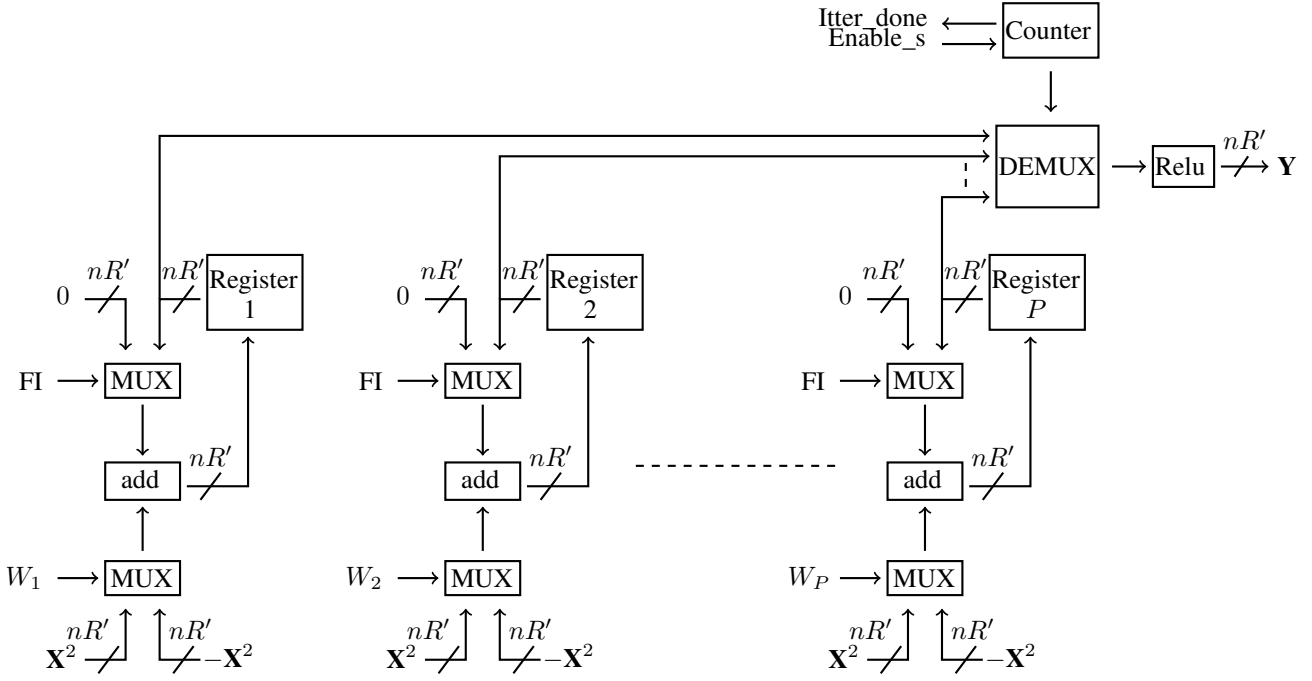 Itter_done
Enable_s
Counter
DEMUX
Relu
nR′
Y
0
nR′
nR′
Register
1
0
nR′
nR′
Register
2
0
nR′
nR′
Register
P
FI
MUX
FI
MUX
FI
MUX
add
nR′
add
nR′
add
nR′
W₁
MUX
W₂
MUX
W_P
MUX
nR′
nR′
X²
−X²
nR′
nR′
X²
−X²
nR′
nR′
X²
−X²